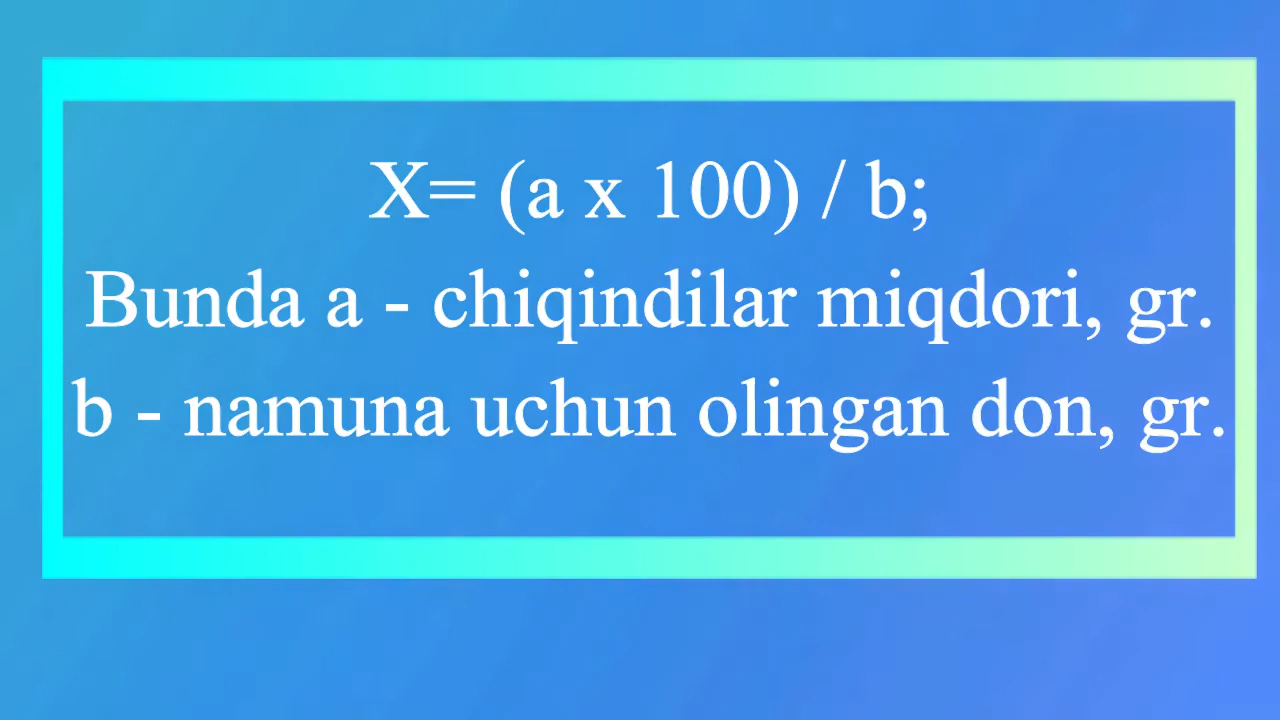 X= (a x 100) / b;
Bunda a - chiqindilar miqdori, gr.
b - namuna uchun olingan don, gr.